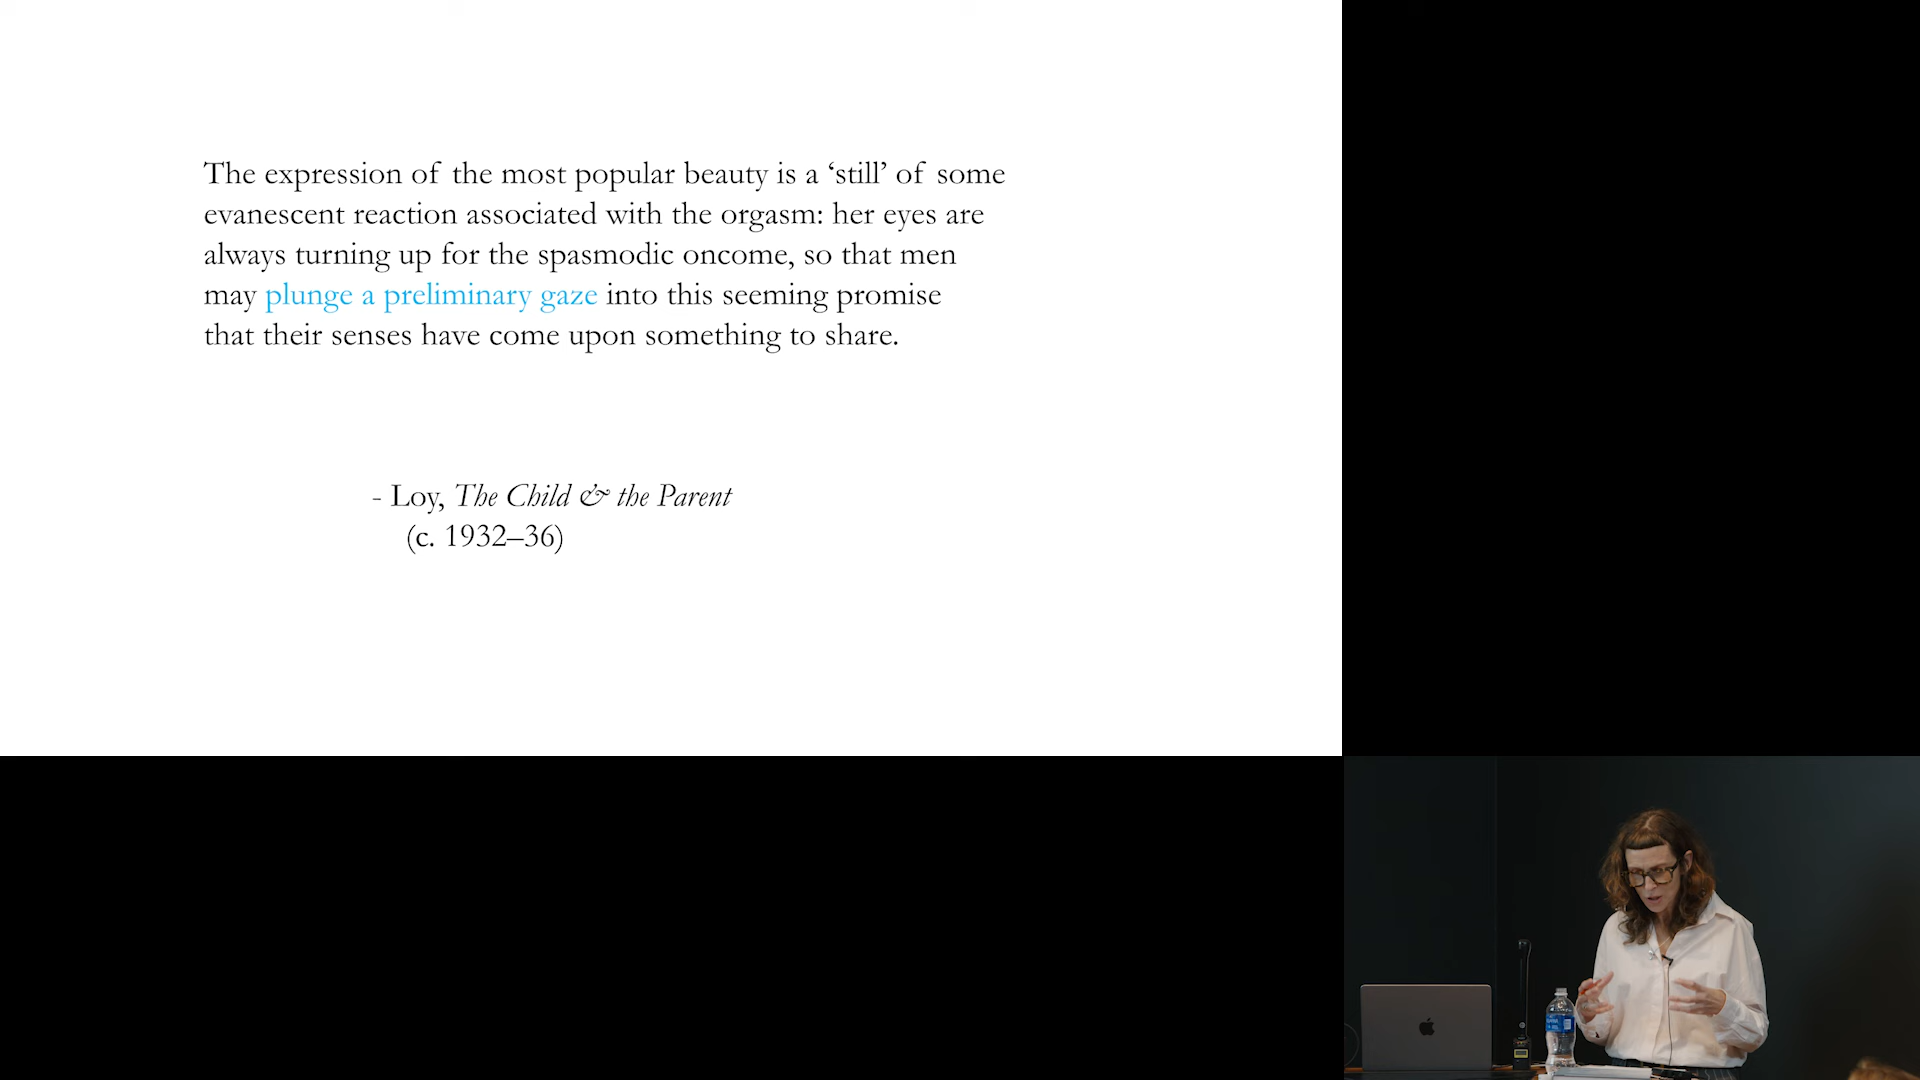 The expression of the most popular beauty is a ‘still’ of some
evanescent reaction associated with the orgasm: her eyes are
always turning up for the spasmodic oncome, so that men
may plunge a preliminary gaze into this seeming promise
that their senses have come upon something to share.
- Loy, The Child & the Parent
(c. 1932–36)